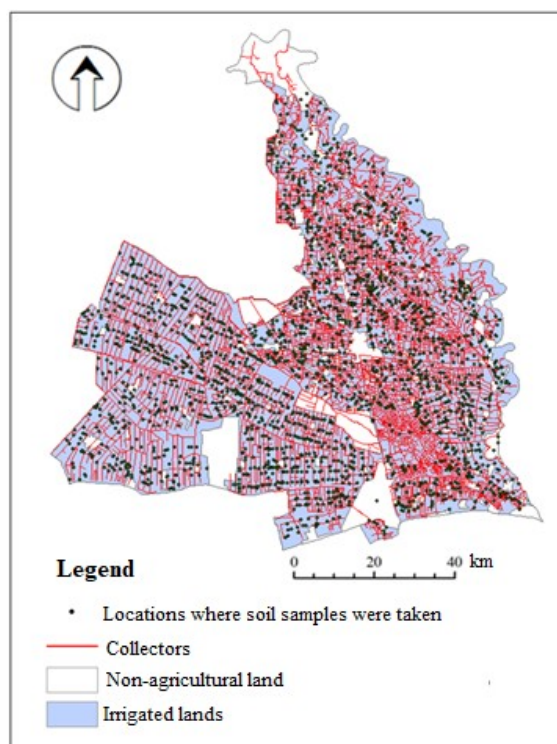 Legend
0 20 40 km
Locations where soil samples were taken
Collectors
Non-agricultural land
Irrigated lands